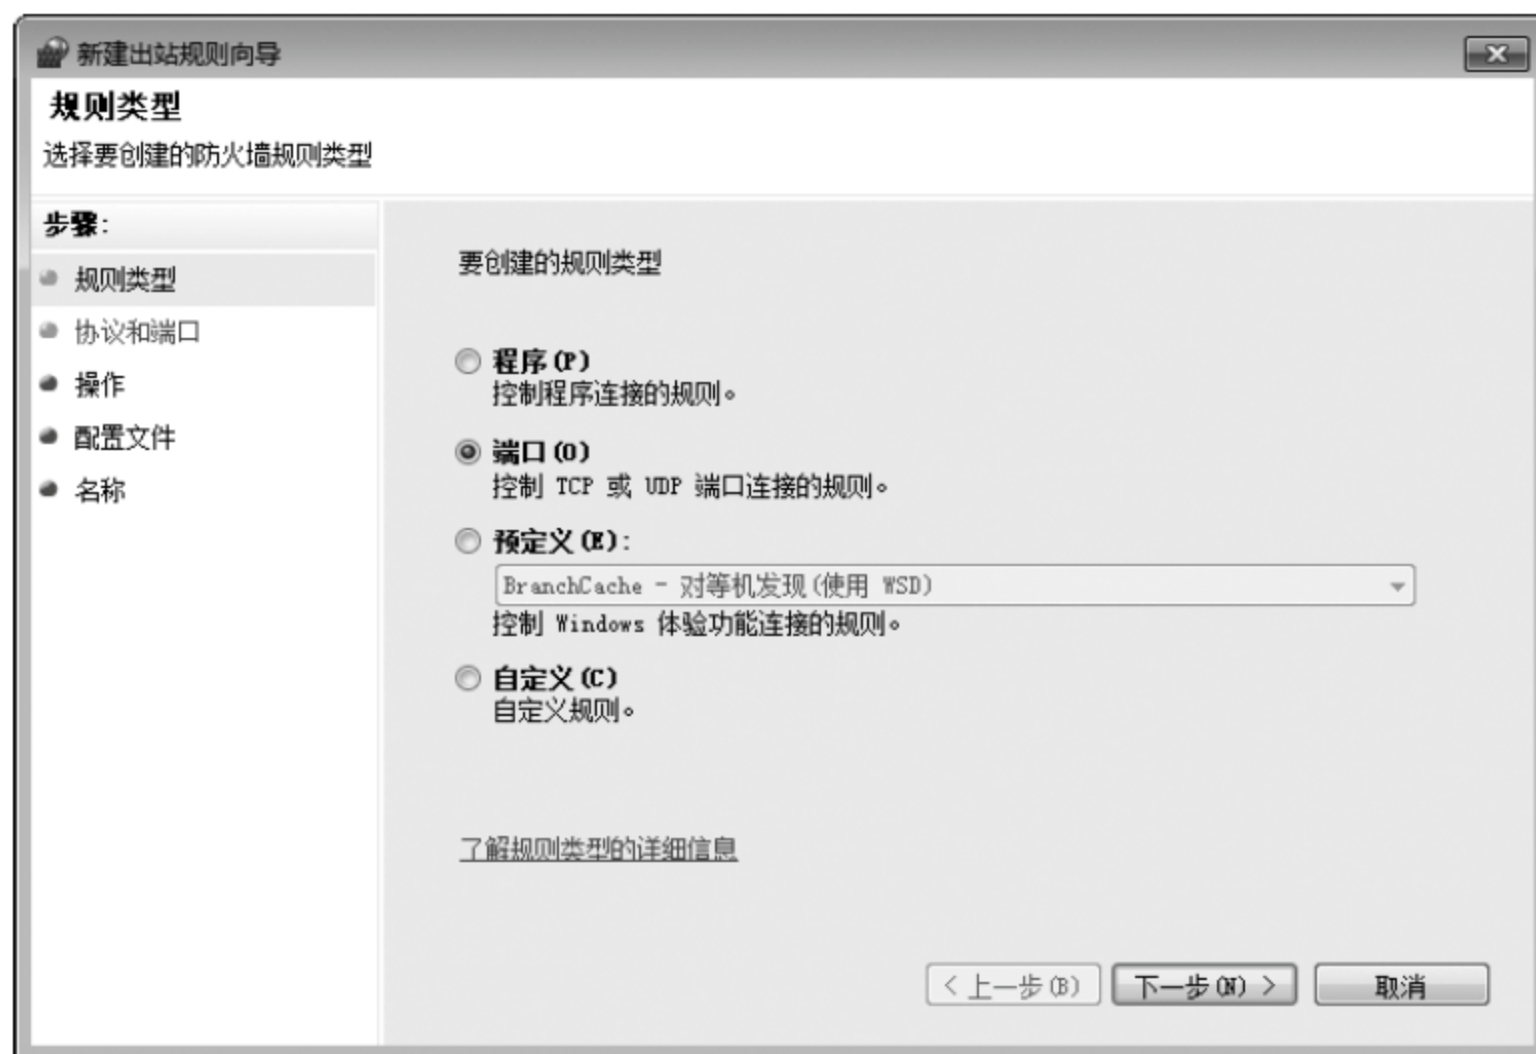 新建出站规则向导
规则类型
选择要创建的防火墙规则类型
步骤:
规则类型
协议和端口
操作
配置文件
名称
要创建的规则类型
程序(P)
控制程序连接的规则。
端口(O)
控制 TCP 或 UDP 端口连接的规则。
预定义(E):
BranchCache - 对等机发现(使用 WSD)
控制 Windows 体验功能连接的规则。
自定义(C)
自定义规则。
了解规则类型的详细信息
< 上一步(B)
下一步(N) >
取消